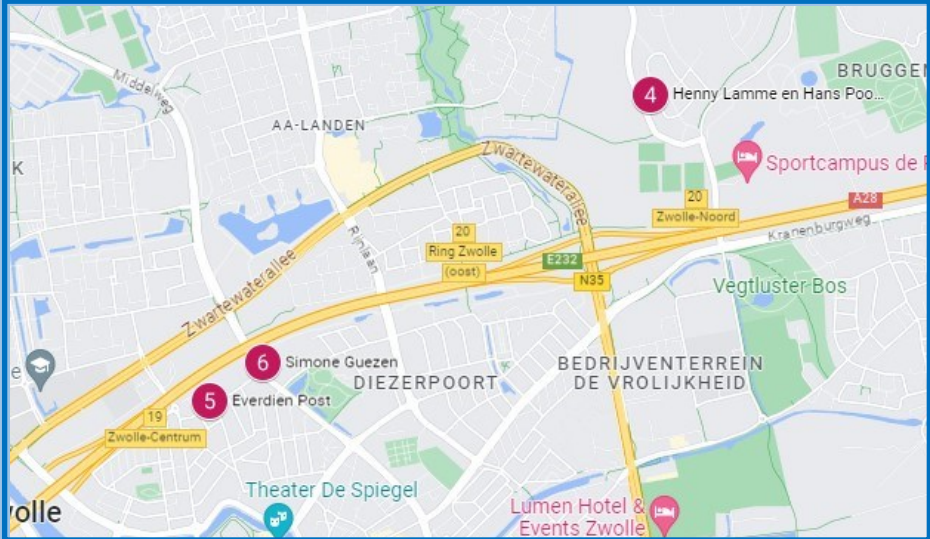 Middelweg
BRUGGEN
4 Henny Lamme en Hans Poo...
AA-LANDEN
Zwartewaterallee
K
Sportcampus de
20
Zwolle-Noord
A28
Kranenburgweg
Rijnlaan
20
Ring Zwolle
(oost)
E232
N35
Zwartewaterallee
Vegtluster Bos
6 Simone Guezen
e
DIEZERPOORT
BEDRIJVENTERREIN
DE VROLIJKHEID
5 Everdien Post
19
Zwolle-Centrum
Theater De Spiegel
volle
Lumen Hotel &
Events Zwolle